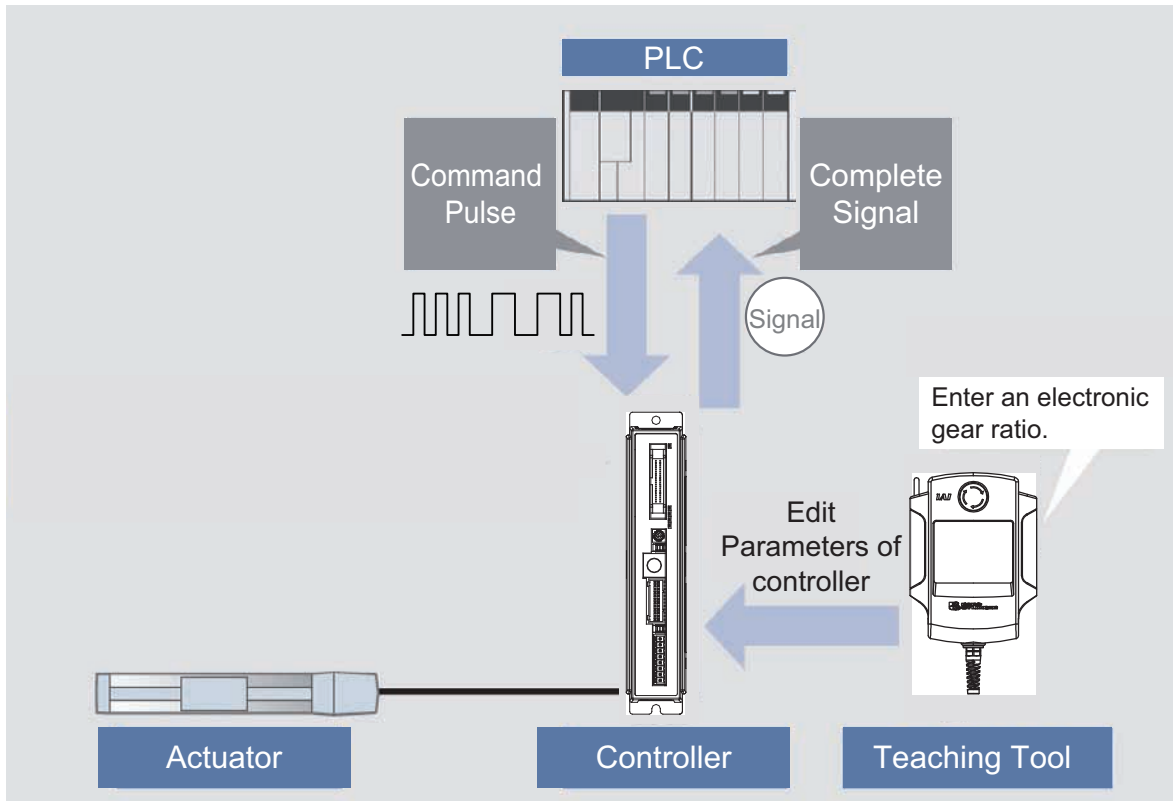 PLC
Command
Pulse
Complete
Signal
Signal
Enter an electronic
gear ratio.
IAI
Edit
Parameters of
controller
Actuator
Controller
Teaching Tool